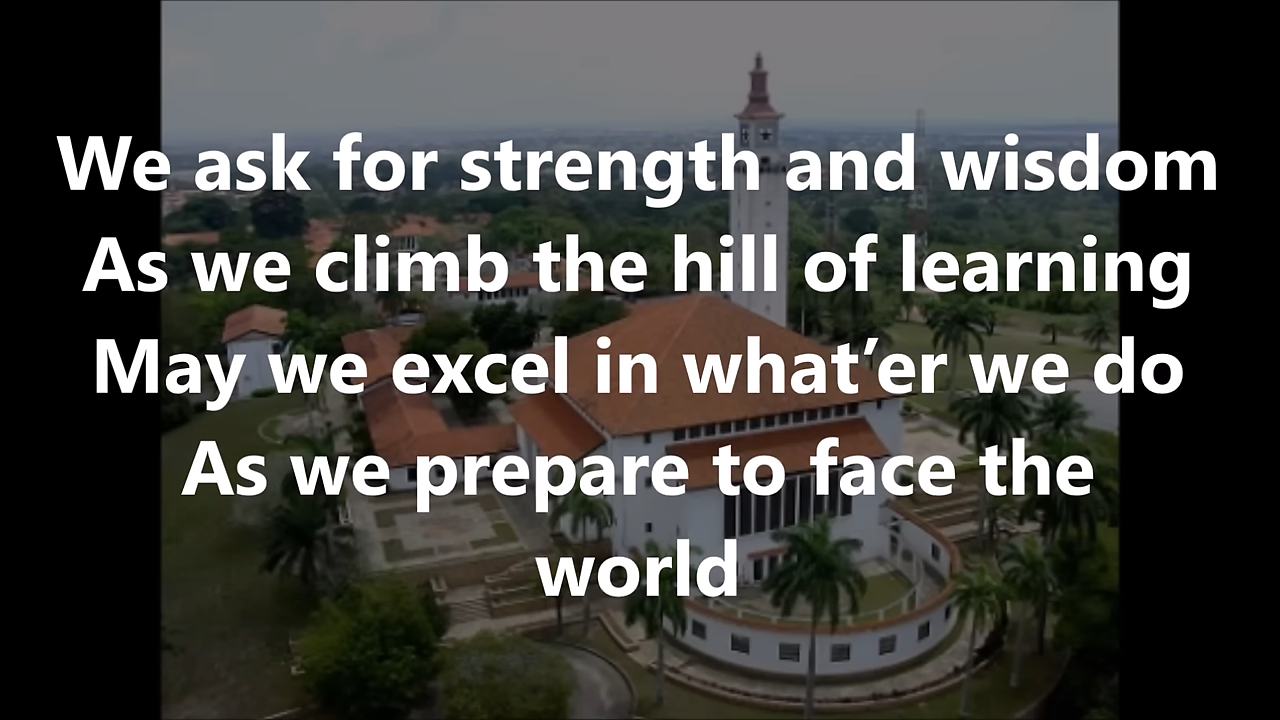 We ask for strength and wisdom
As we climb the hill of learning
May we excel in what’er we do
As we prepare to face the
world